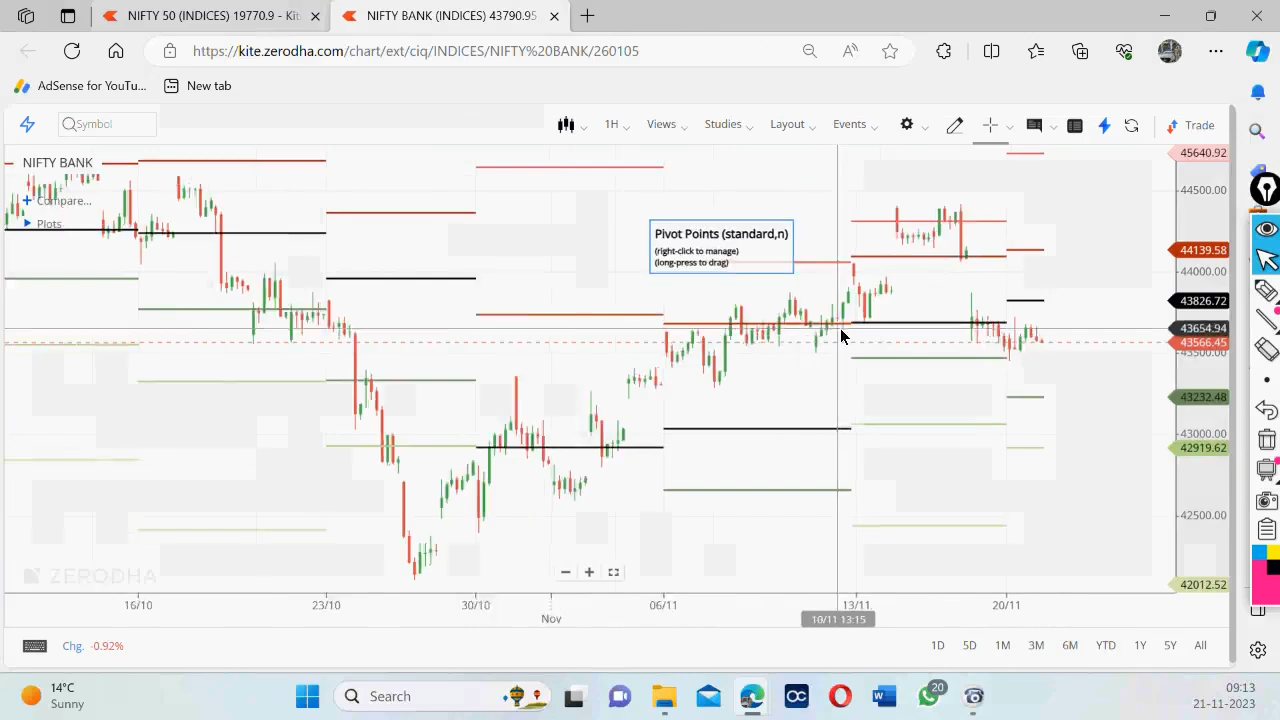 NIFTY 50 (INDICES) 19770.9 - Kit
NIFTY BANK (INDICES) 43790.95
https://kite.zerodha.com/chart/ext/ciq/INDICES/NIFTY%20BANK/260105
AdSense for YouTu...
New tab
Symbol
1H
Views
Studies
Layout
Events
Trade
NIFTY BANK
Compare...
Plots
Pivot Points (standard,n)
(right-click to manage)
(long-press to drag)
45640.92
44500.00
44139.58
44000.00
43826.72
43654.94
43566.45
43500.00
43232.48
43000.00
42919.62
42500.00
42012.52
ZERODHA
16/10
23/10
30/10
Nov
06/11
13/11
20/11
10/11 13:15
Chg. -0.92%
1D
5D
1M
3M
6M
YTD
1Y
5Y
All
14°C
Sunny
Search
20
09:13
21-11-2023